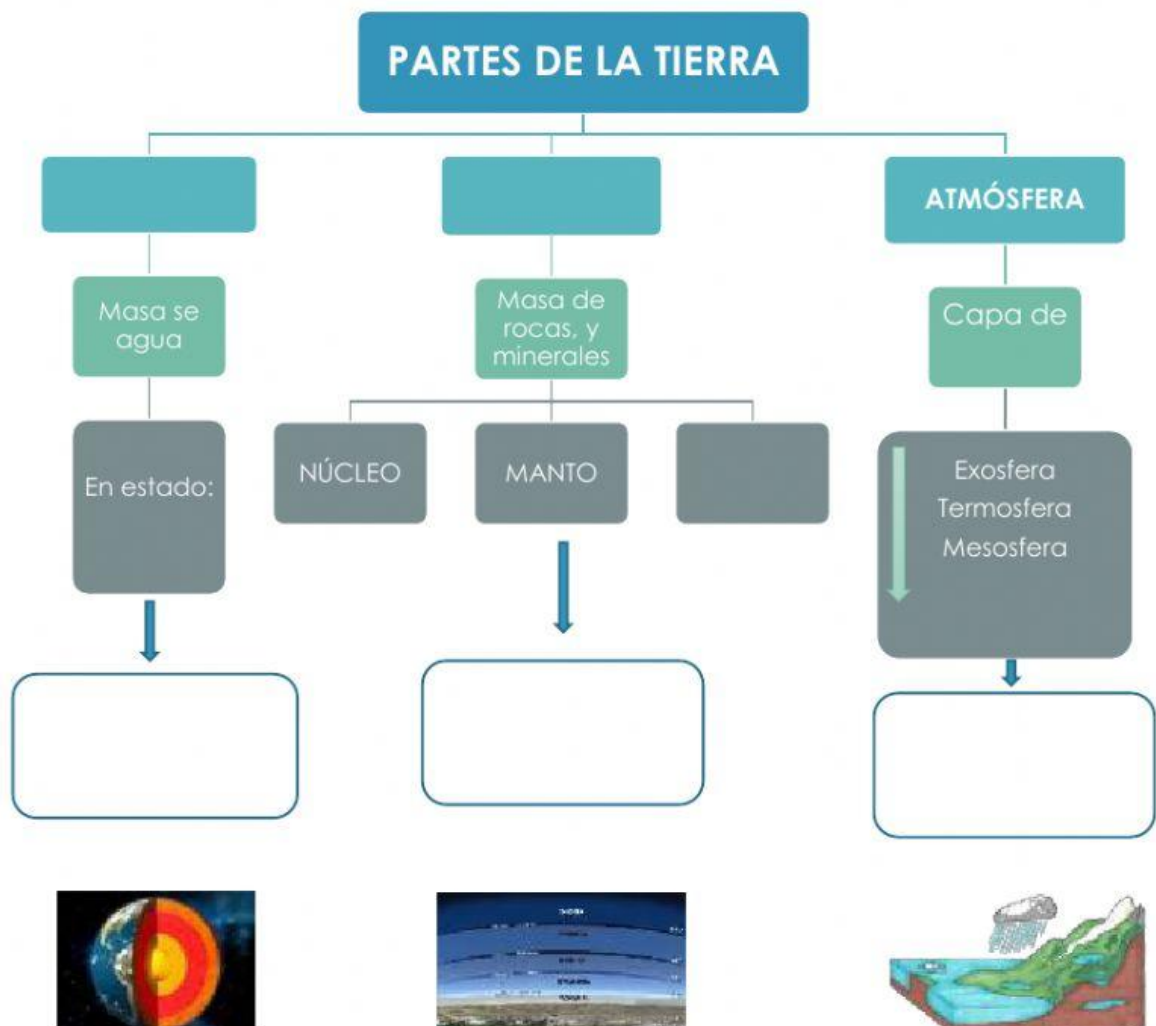 PARTES DE LA TIERRA
ATMÓSFERA
Masa se
agua
Masa de
rocas, y
minerales
Capa de
En estado:
NÚCLEO
MANTO
Exosfera
Termosfera
Mesosfera